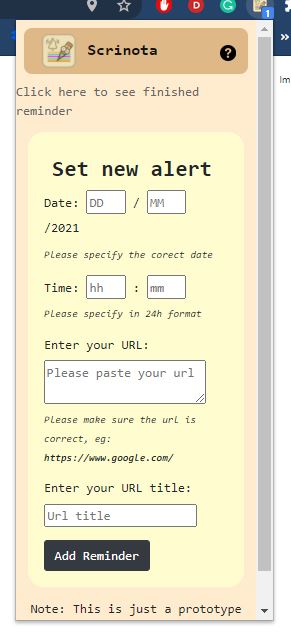 Scrinota ?
1
»
Im
Click here to see finished
reminder
Set new alert
Date: DD / MM
/2021
Please specify the corect date
Time: hh : mm
Please specify in 24h format
Enter your URL:
Please paste your url
Please make sure the url is
correct, eg:
https://www.google.com/
Enter your URL title:
Url title
Add Reminder
Note: This is just a prototype